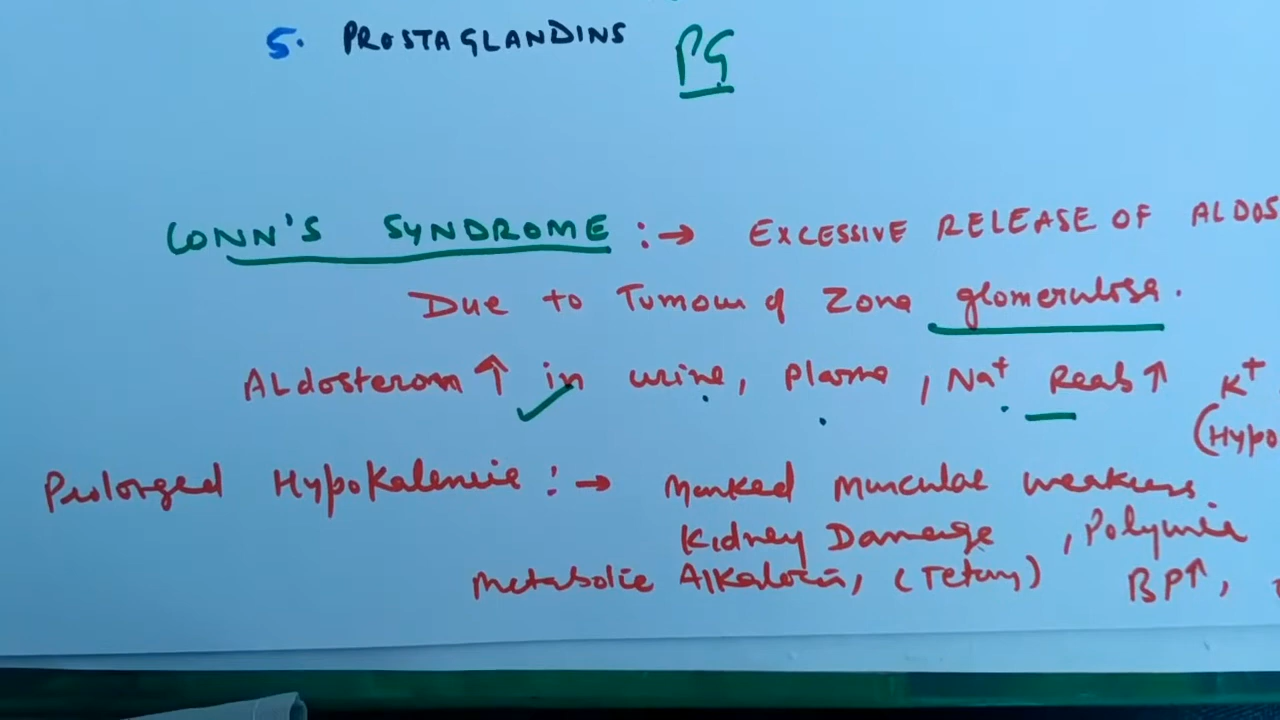 5. PROSTAGLANDINS PG
CONN'S SYNDROME :→ EXCESSIVE RELEASE OF ALDOS
Due to Tumour of Zona glomerulosa.
Aldosteron ↑ in urine, plasma, Na⁺ Reab ↑ K⁺
(Hypo
Prolonged Hypokalemia :→ Marked muscular weakness.
Kidney Damage, Polyuria
Metabolic Alkalosis, (Tetany) BP↑,